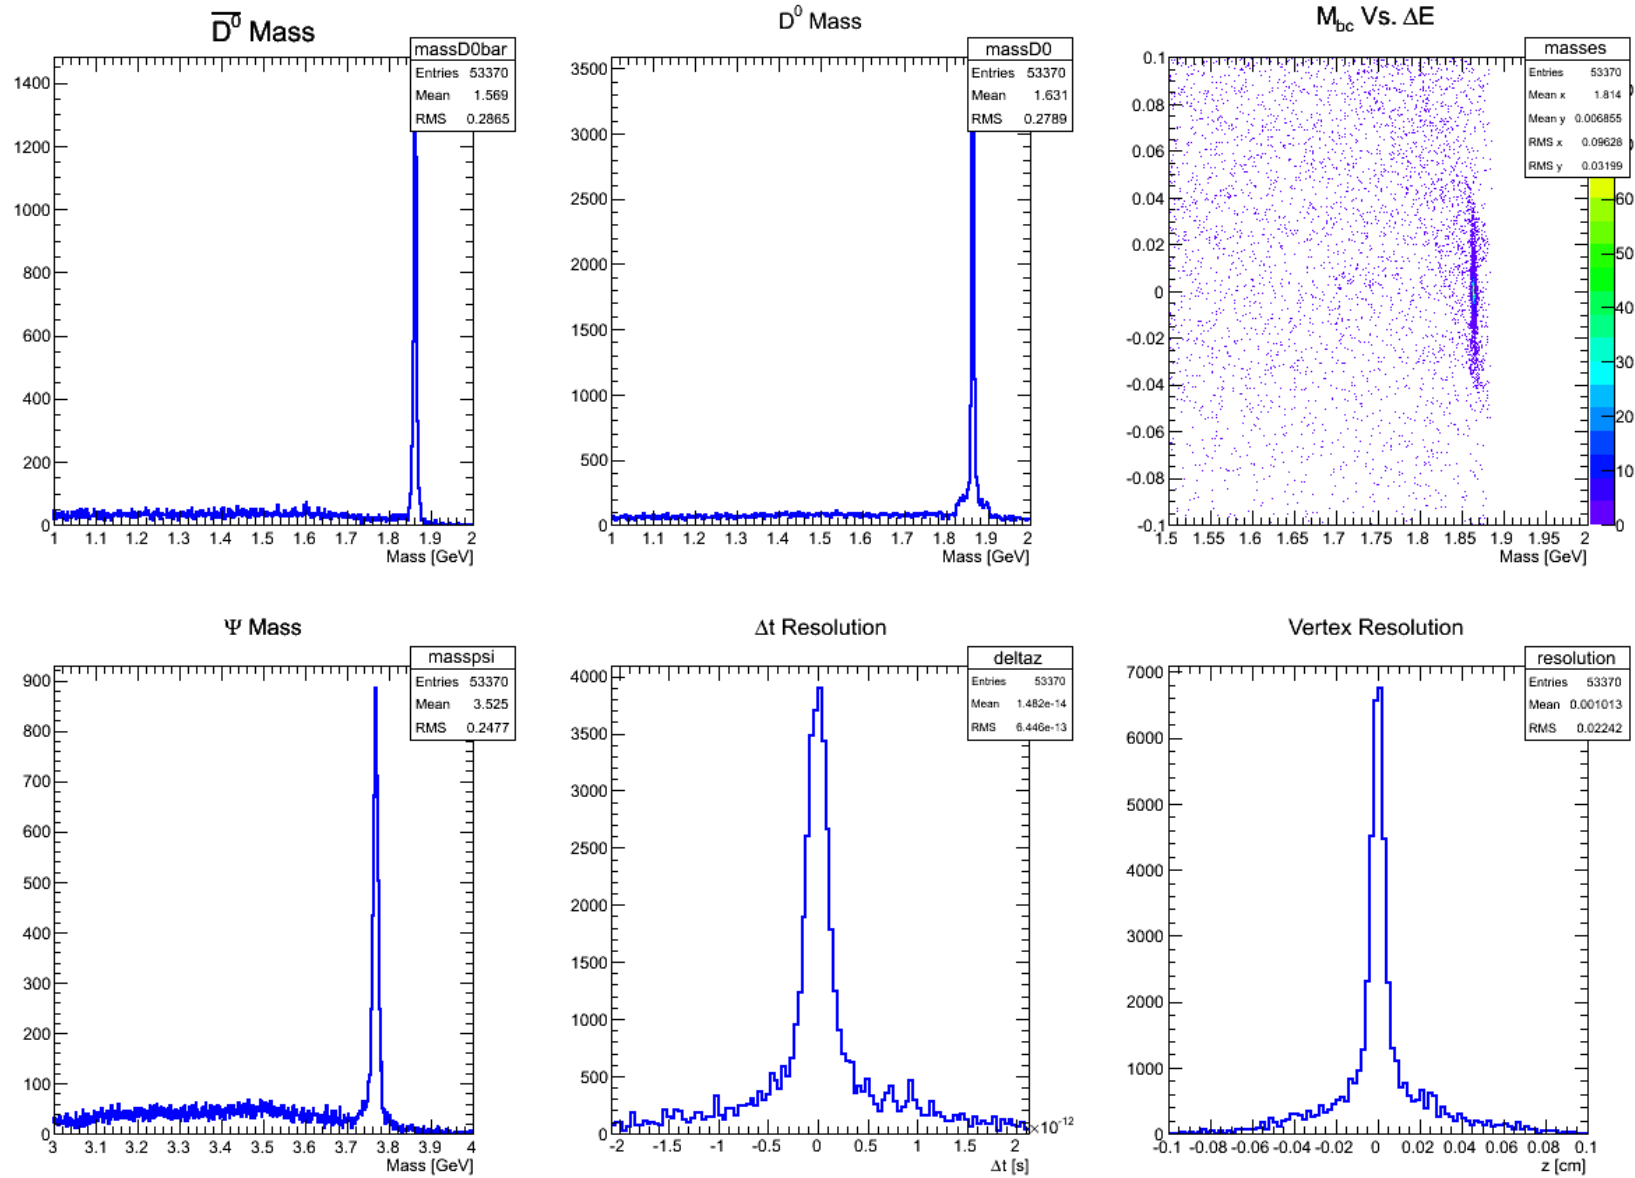 D⁰ Mass
massD0bar
Entries 53370
Mean 1.569
RMS 0.2865
1400
1200
1000
800
600
400
200
0
1 1.1 1.2 1.3 1.4 1.5 1.6 1.7 1.8 1.9 2
Mass [GeV]
D⁰ Mass
massD0
Entries 53370
Mean 1.631
RMS 0.2789
3500
3000
2500
2000
1500
1000
500
0
1 1.1 1.2 1.3 1.4 1.5 1.6 1.7 1.8 1.9 2
Mass [GeV]
M_bc Vs. ΔE
masses
Entries 53370
Mean x 1.814
Mean y 0.006855
RMS x 0.09628
RMS y 0.03199
0.1
0.08
0.06
0.04
0.02
0
-0.02
-0.04
-0.06
-0.08
-0.1
1.5 1.55 1.6 1.65 1.7 1.75 1.8 1.85 1.9 1.95 2
Mass [GeV]
60
50
40
30
20
10
0
Ψ Mass
masspsi
Entries 53370
Mean 3.525
RMS 0.2477
900
800
700
600
500
400
300
200
100
0
3 3.1 3.2 3.3 3.4 3.5 3.6 3.7 3.8 3.9 4
Mass [GeV]
Δt Resolution
deltaz
Entries 53370
Mean 1.482e-14
RMS 6.446e-13
4000
3500
3000
2500
2000
1500
1000
500
0
-2 -1.5 -1 -0.5 0 0.5 1 1.5 2
×10⁻¹²
Δt [s]
Vertex Resolution
resolution
Entries 53370
Mean 0.001013
RMS 0.02242
7000
6000
5000
4000
3000
2000
1000
0
-0.1 -0.08 -0.06 -0.04 -0.02 0 0.02 0.04 0.06 0.08 0.1
z [cm]